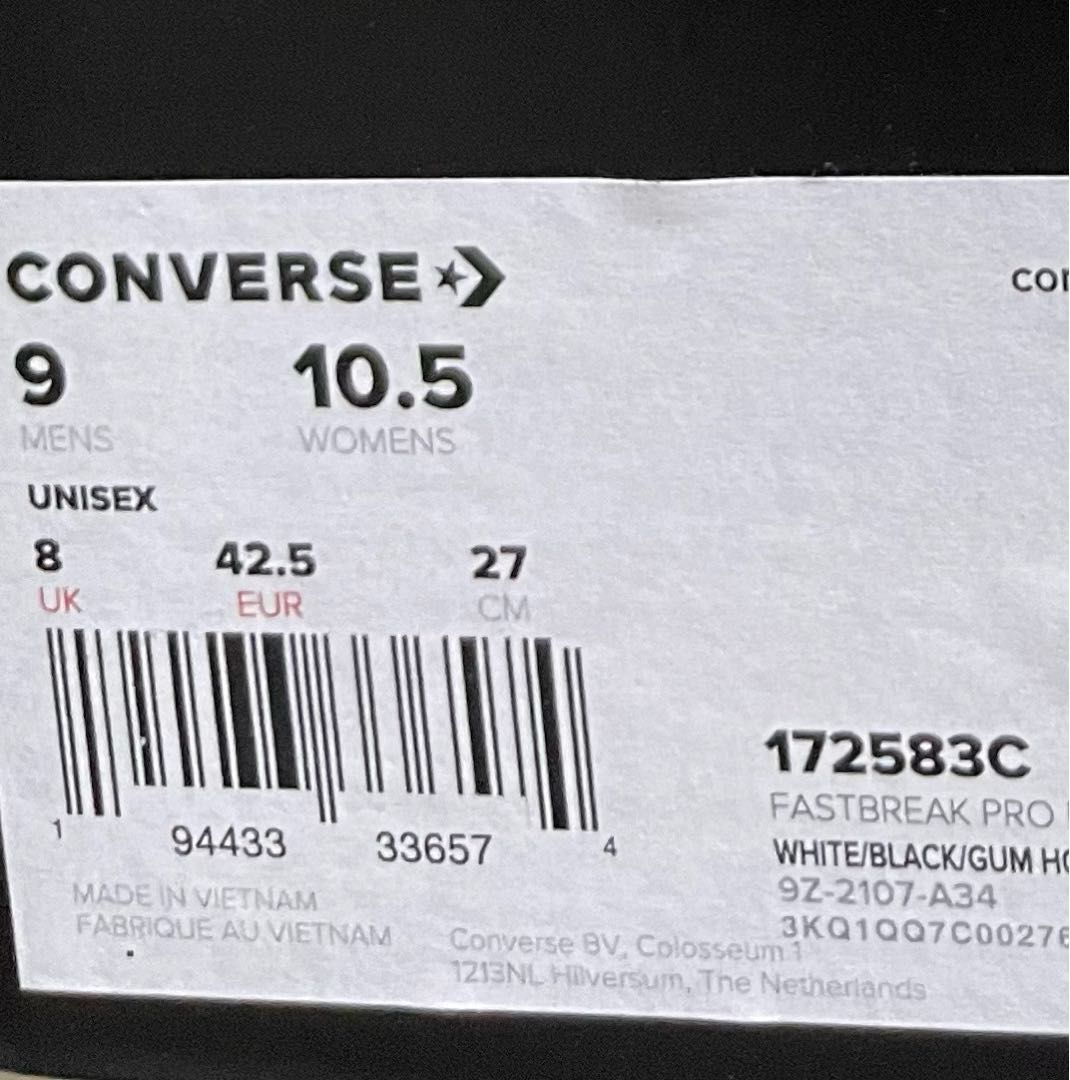 CONVERSE
9 10.5
MENS WOMENS
UNISEX
8 42.5 27
UK EUR CM
1 94433 33657 4
MADE IN VIETNAM
FABRIQUE AU VIETNAM
Converse BV, Colosseum 1
1213NL Hilversum, The Netherlands
172583C
FASTBREAK PRO
WHITE/BLACK/GUM
9Z-2107-A34